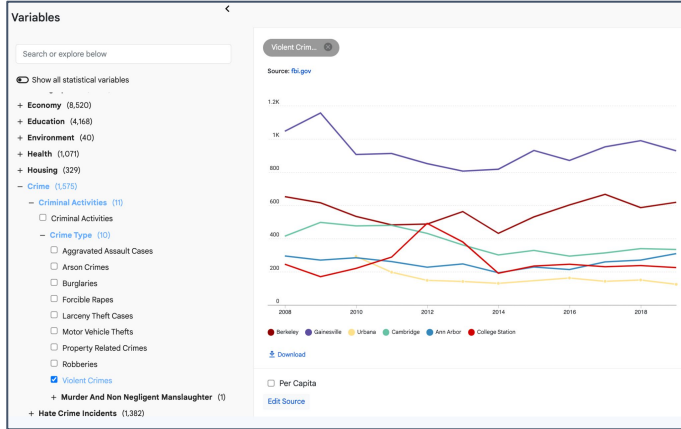 Variables
Search or explore below
Show all statistical variables
+ Economy (8,520)
+ Education (4,168)
+ Environment (40)
+ Health (1,071)
+ Housing (329)
− Crime (1,575)
− Criminal Activities (11)
Criminal Activities
− Crime Type (10)
Aggravated Assault Cases
Arson Crimes
Burglaries
Forcible Rapes
Larceny Theft Cases
Motor Vehicle Thefts
Property Related Crimes
Robberies
Violent Crimes
+ Murder And Non Negligent Manslaughter (1)
+ Hate Crime Incidents (1,382)
Violent Crim...
Source: fbi.gov
1.2K
1K
800
600
400
200
0
2008 2010 2012 2014 2016 2018
Berkeley Gainesville Urbana Cambridge Ann Arbor College Station
Download
Per Capita
Edit Source